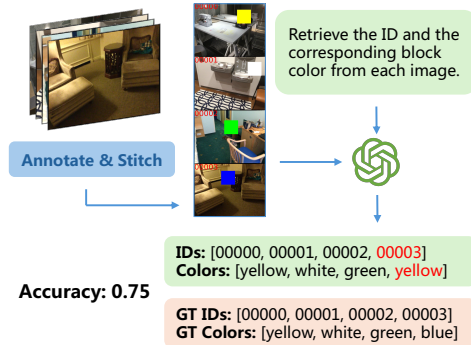 Retrieve the ID and the
corresponding block
color from each image.
00001
Annotate & Stitch
IDs: [00000, 00001, 00002, 00003]
Colors: [yellow, white, green, yellow]
Accuracy: 0.75
GT IDs: [00000, 00001, 00002, 00003]
GT Colors: [yellow, white, green, blue]